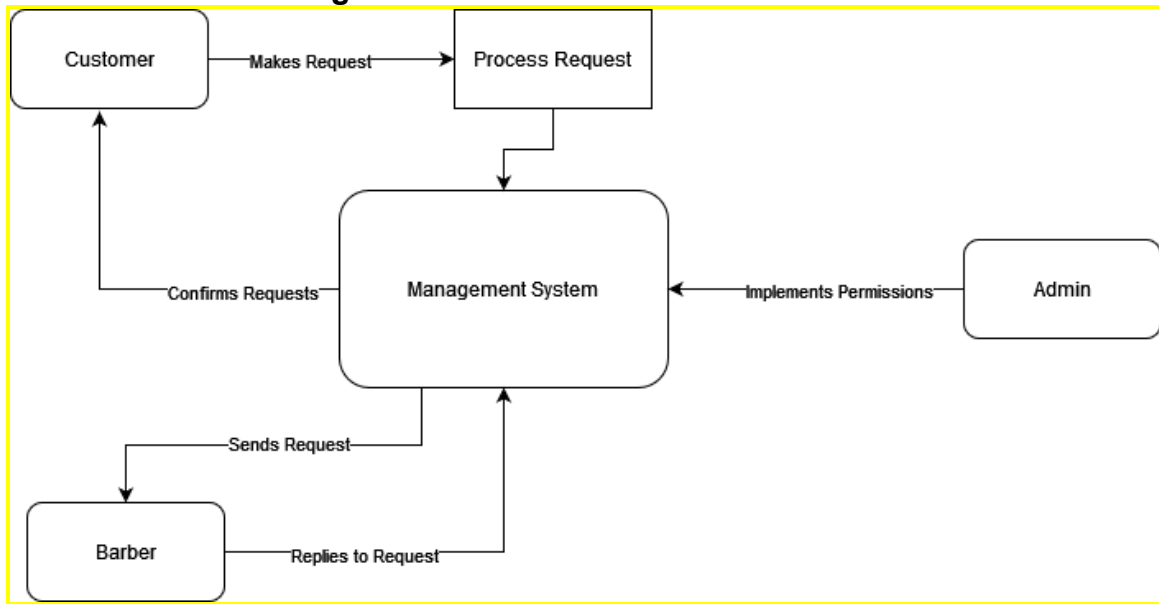 Customer
Makes Request
Process Request
Confirms Requests
Management System
Implements Permissions
Admin
Sends Request
Barber
Replies to Request